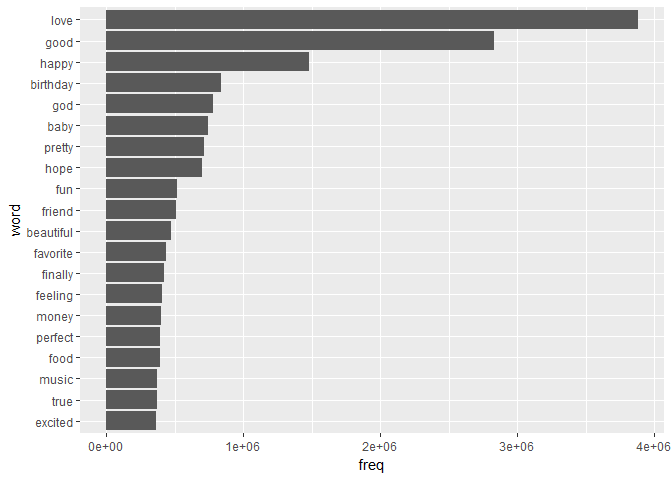 love
good
happy
birthday
god
baby
pretty
hope
fun
friend
beautiful
favorite
finally
feeling
money
perfect
food
music
true
excited
word
0e+00 1e+06 2e+06 3e+06 4e+06
freq